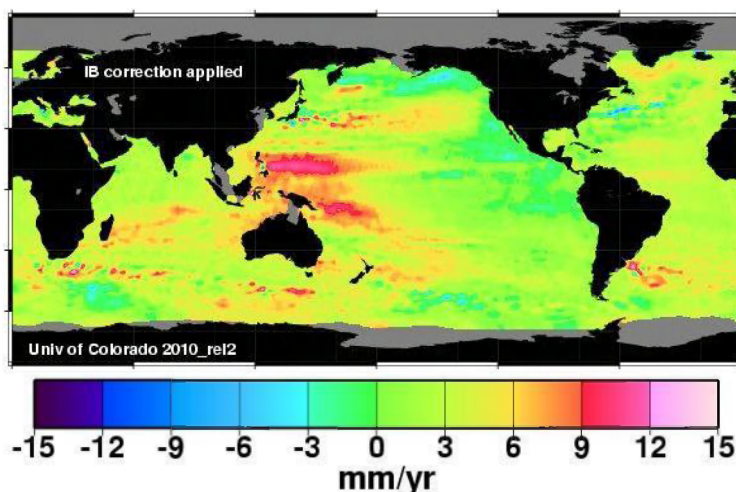 IB correction applied
Univ of Colorado 2010_rel2
-15 -12 -9 -6 -3 0 3 6 9 12 15
mm/yr